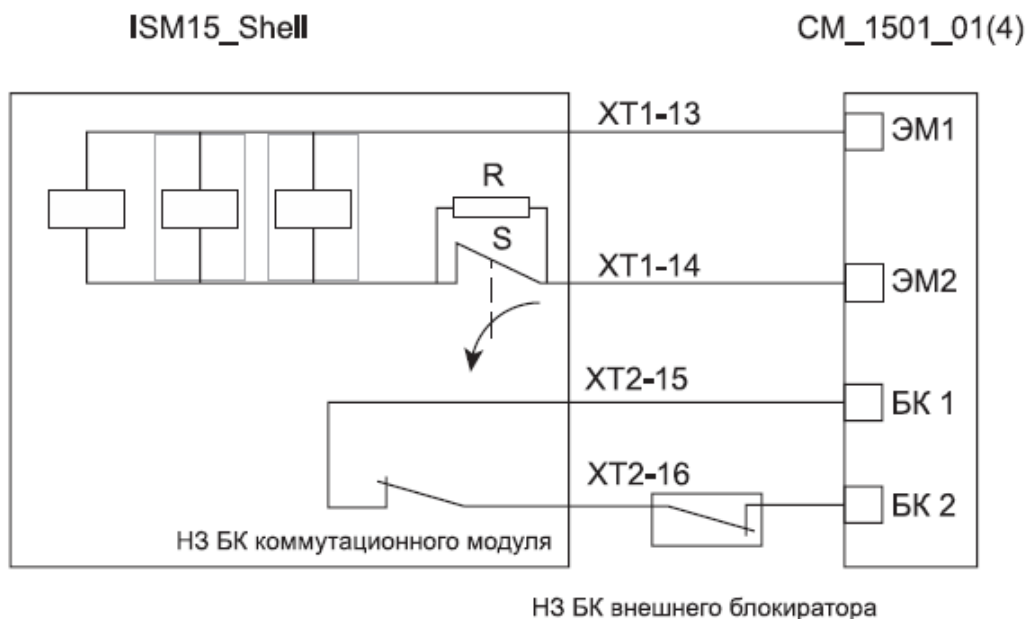 ISM15_Shell
CM_1501_01(4)
XT1-13
ЭМ1
R
S
XT1-14
ЭМ2
XT2-15
БК 1
XT2-16
БК 2
НЗ БК коммутационного модуля
НЗ БК внешнего блокиратора